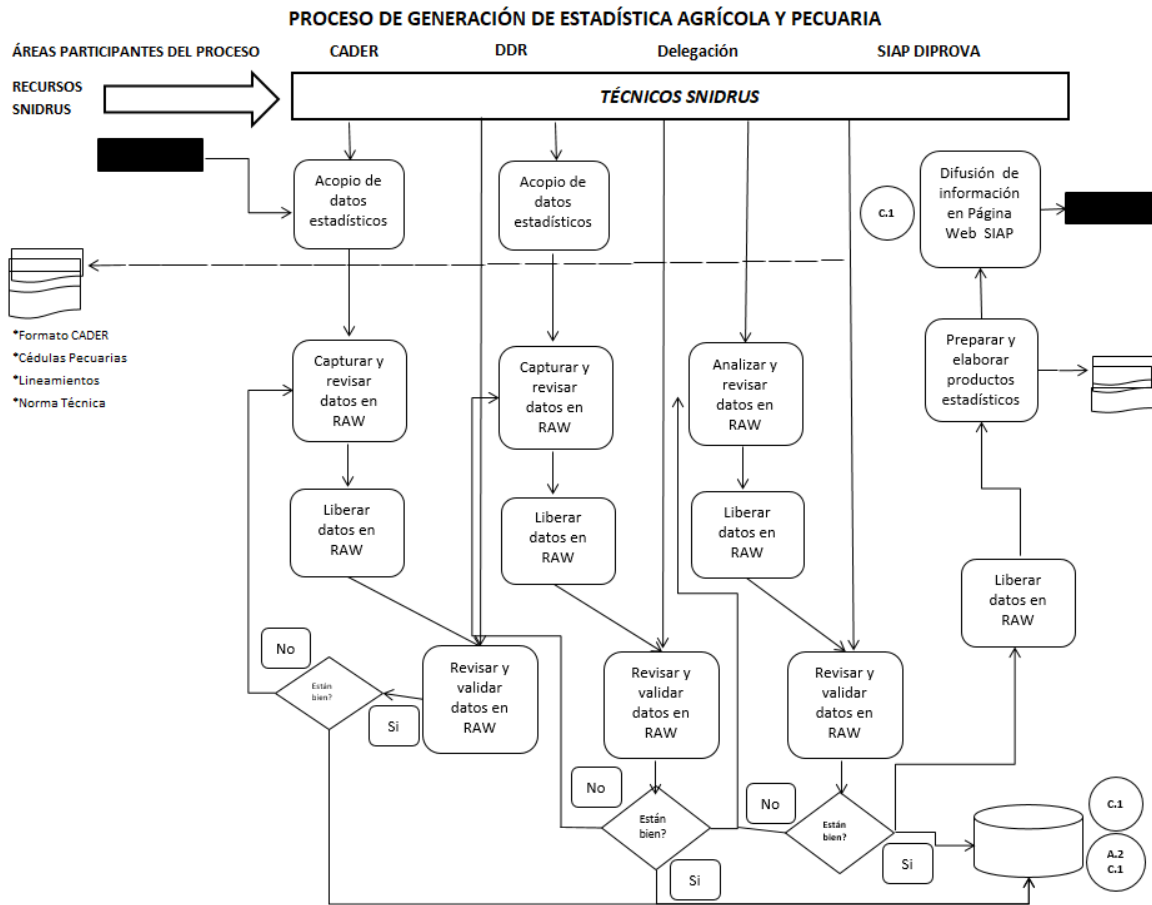 PROCESO DE GENERACIÓN DE ESTADÍSTICA AGRÍCOLA Y PECUARIA
ÁREAS PARTICIPANTES DEL PROCESO
CADER
DDR
Delegación
SIAP DIPROVA
RECURSOS
SNIDRUS
TÉCNICOS SNIDRUS
Acopio de
datos
estadísticos
Acopio de
datos
estadísticos
C.1
Difusión de
información
en Página
Web SIAP
*Formato CADER
*Cédulas Pecuarias
*Lineamientos
*Norma Técnica
Capturar y
revisar
datos en
RAW
Capturar y
revisar
datos en
RAW
Analizar y
revisar
datos en
RAW
Preparar y
elaborar
productos
estadísticos
Liberar
datos en
RAW
Liberar
datos en
RAW
Liberar
datos en
RAW
Liberar
datos en
RAW
No
Están
bien?
Si
Revisar y
validar
datos en
RAW
Revisar y
validar
datos en
RAW
Revisar y
validar
datos en
RAW
No
Están
bien?
Si
No
Están
bien?
Si
C.1
A.2
C.1